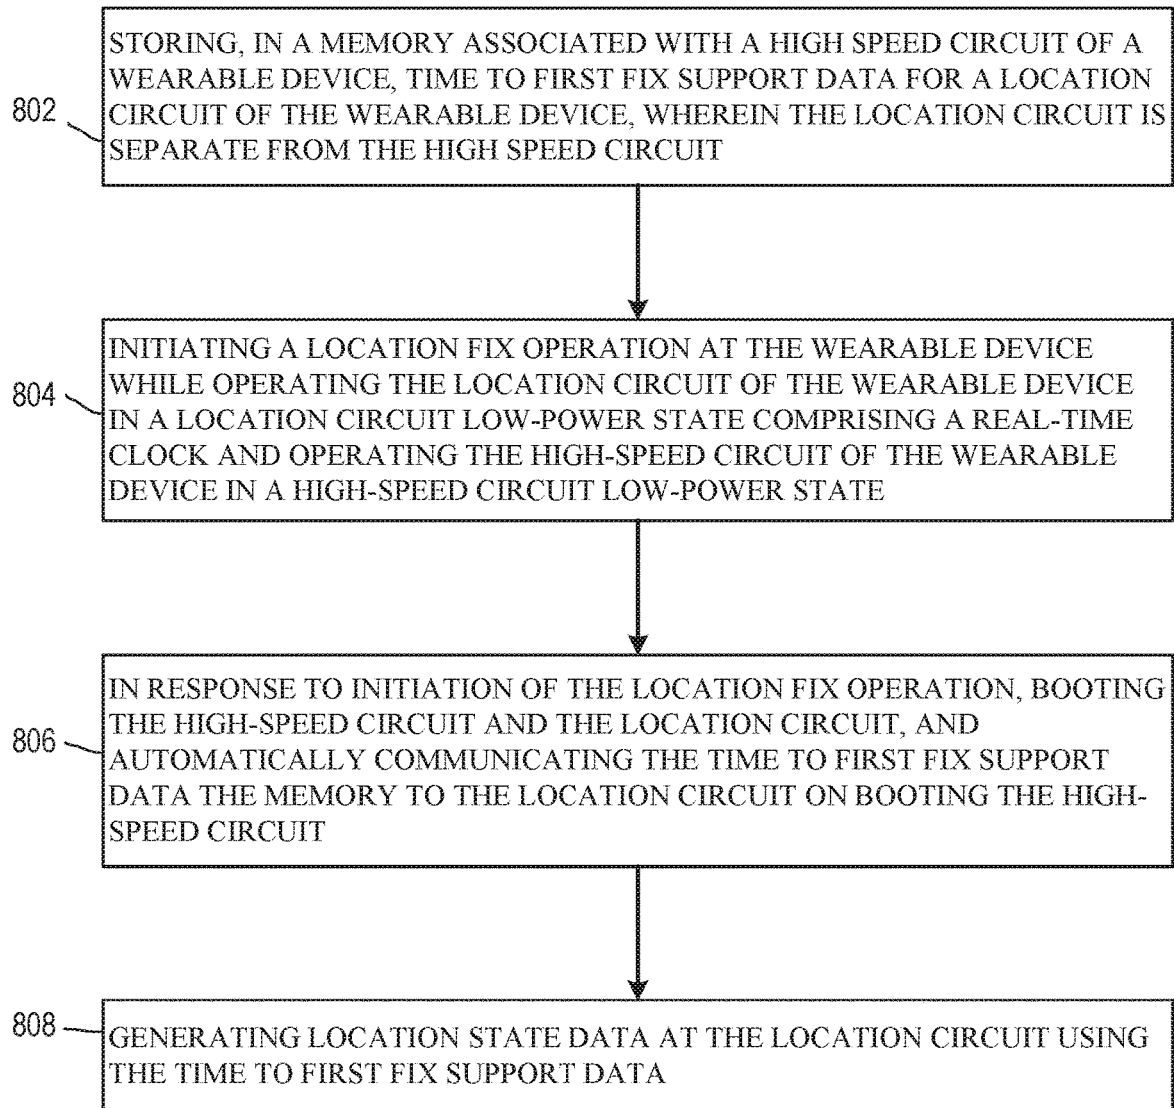 STORING, IN A MEMORY ASSOCIATED WITH A HIGH SPEED CIRCUIT OF A
WEARABLE DEVICE, TIME TO FIRST FIX SUPPORT DATA FOR A LOCATION
CIRCUIT OF THE WEARABLE DEVICE, WHEREIN THE LOCATION CIRCUIT IS
SEPARATE FROM THE HIGH SPEED CIRCUIT
802
INITIATING A LOCATION FIX OPERATION AT THE WEARABLE DEVICE
WHILE OPERATING THE LOCATION CIRCUIT OF THE WEARABLE DEVICE
IN A LOCATION CIRCUIT LOW-POWER STATE COMPRISING A REAL-TIME
CLOCK AND OPERATING THE HIGH-SPEED CIRCUIT OF THE WEARABLE
DEVICE IN A HIGH-SPEED CIRCUIT LOW-POWER STATE
804
IN RESPONSE TO INITIATION OF THE LOCATION FIX OPERATION, BOOTING
THE HIGH-SPEED CIRCUIT AND THE LOCATION CIRCUIT, AND
AUTOMATICALLY COMMUNICATING THE TIME TO FIRST FIX SUPPORT
DATA THE MEMORY TO THE LOCATION CIRCUIT ON BOOTING THE HIGH-
SPEED CIRCUIT
806
GENERATING LOCATION STATE DATA AT THE LOCATION CIRCUIT USING
THE TIME TO FIRST FIX SUPPORT DATA
808